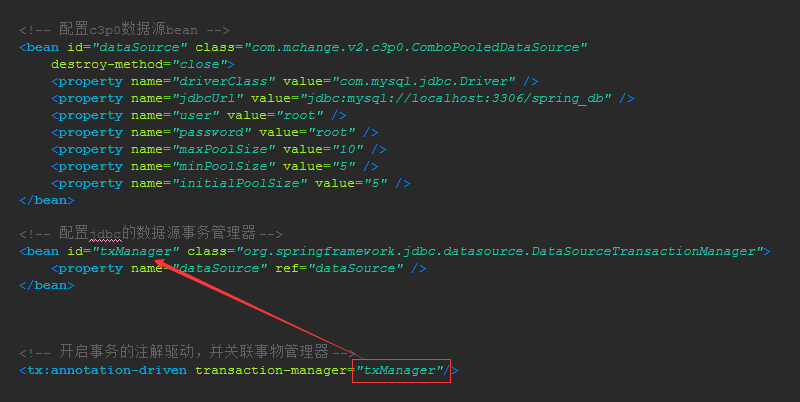 <!-- 配置c3p0数据源bean -->
<bean id="dataSource" class="com.mchange.v2.c3p0.ComboPooledDataSource"
destroy-method="close">
<property name="driverClass" value="com.mysql.jdbc.Driver" />
<property name="jdbcUrl" value="jdbc:mysql://localhost:3306/spring_db" />
<property name="user" value="root" />
<property name="password" value="root" />
<property name="maxPoolSize" value="10" />
<property name="minPoolSize" value="5" />
<property name="initialPoolSize" value="5" />
</bean>
<!-- 配置jdbc的数据源事务管理器 -->
<bean id="txManager" class="org.springframework.jdbc.datasource.DataSourceTransactionManager">
<property name="dataSource" ref="dataSource" />
</bean>
<!-- 开启事务的注解驱动，并关联事物管理器 -->
<tx:annotation-driven transaction-manager="txManager"/>